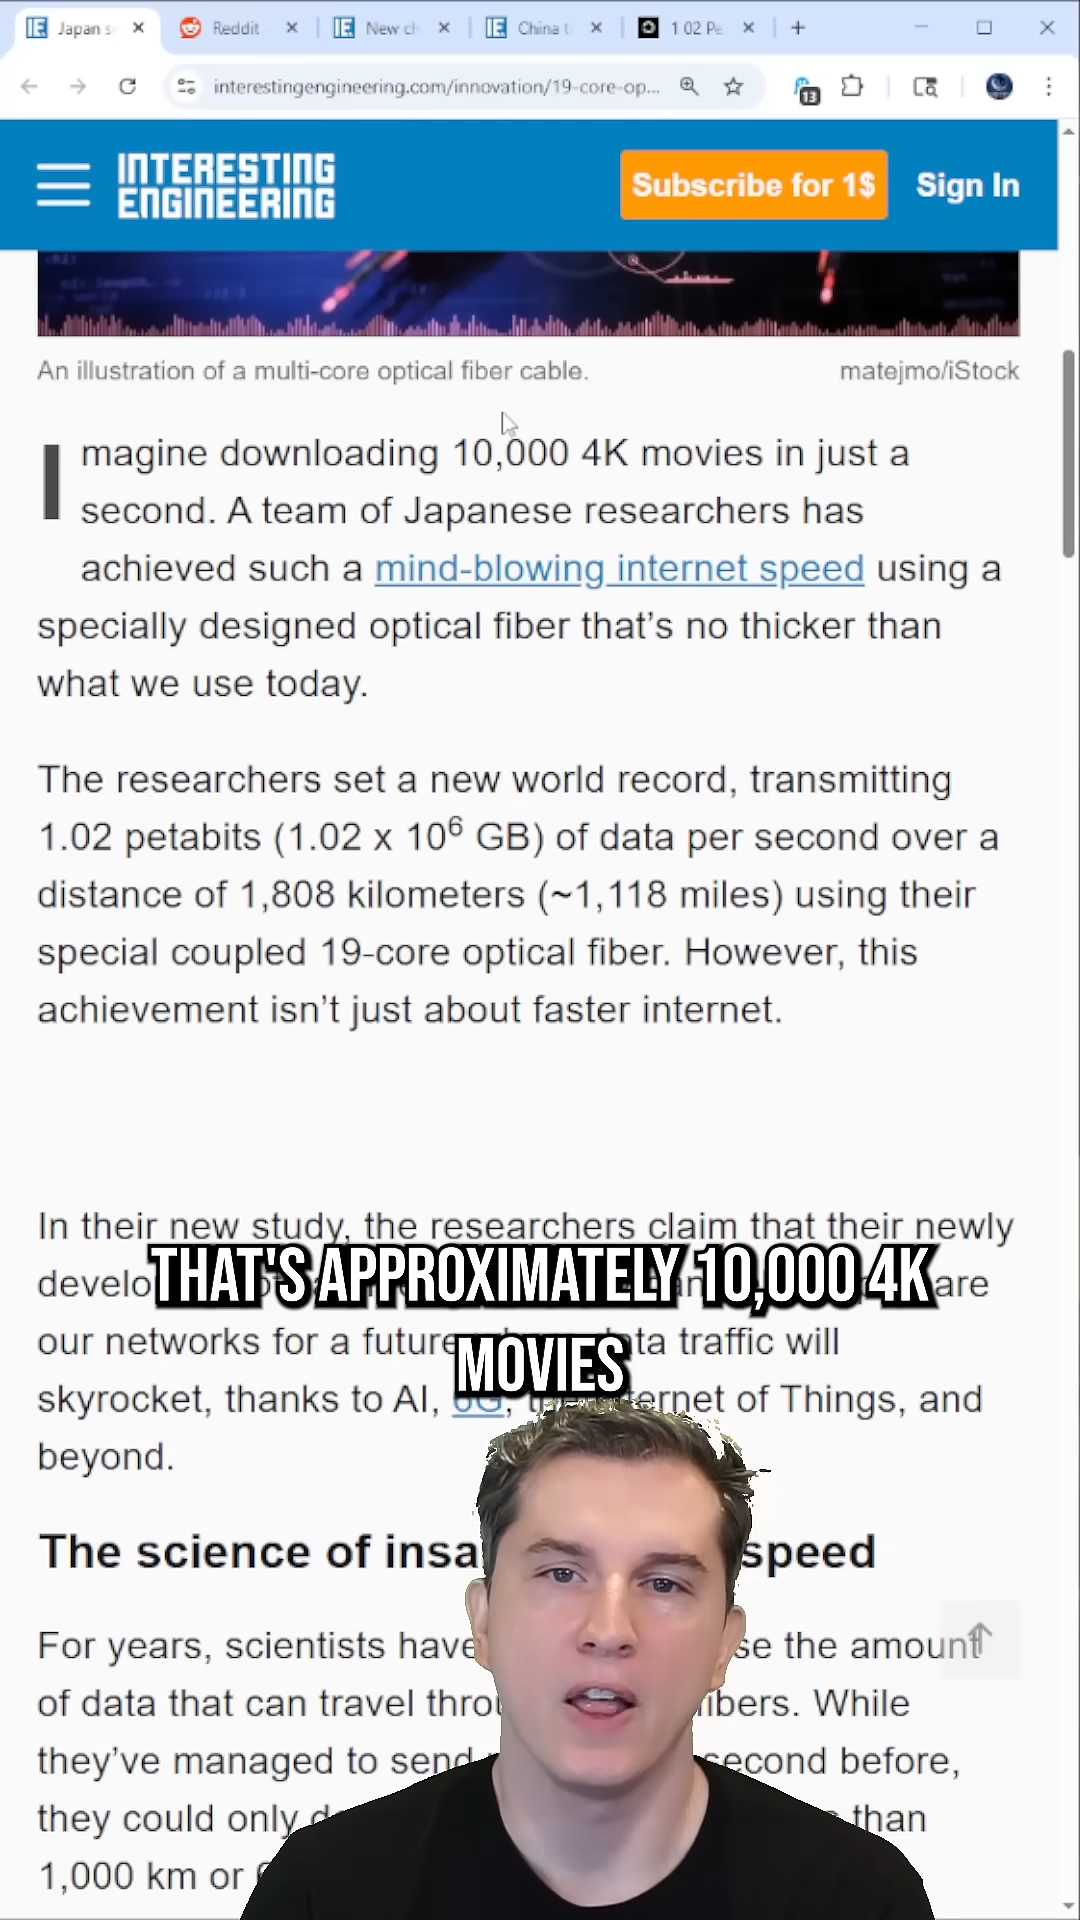 Japan s
Reddit
New ch
China t
1 02 Pe
interestingengineering.com/innovation/19-core-op...
13
INTERESTING
ENGINEERING
Subscribe for 1$
Sign In
An illustration of a multi-core optical fiber cable.
matejmo/iStock
Imagine downloading 10,000 4K movies in just a
second. A team of Japanese researchers has
achieved such a mind-blowing internet speed using a
specially designed optical fiber that's no thicker than
what we use today.
The researchers set a new world record, transmitting
1.02 petabits (1.02 x 10⁶ GB) of data per second over a
distance of 1,808 kilometers (~1,118 miles) using their
special coupled 19-core optical fiber. However, this
achievement isn't just about faster internet.
In their new study, the researchers claim that their newly
THAT'S APPROXIMATELY 10,000 4K
MOVIES
are
our networks for a future data traffic will
skyrocket, thanks to AI, 6G, the Internet of Things, and
beyond.
The science of speed
For years, scientists have the amount
of data that can travel While
they've managed to send second before,
they could only than
1,000 km or